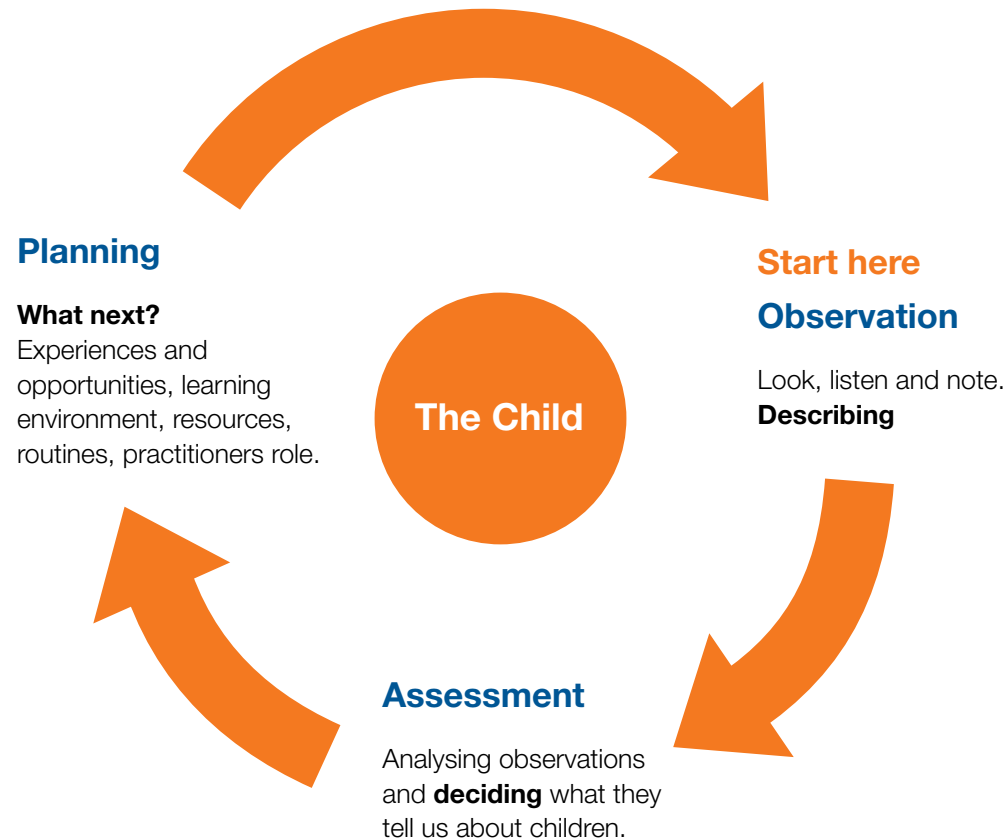 Planning
What next?
Experiences and
opportunities, learning
environment, resources,
routines, practitioners role.
The Child
Start here
Observation
Look, listen and note.
Describing
Assessment
Analysing observations
and deciding what they
tell us about children.